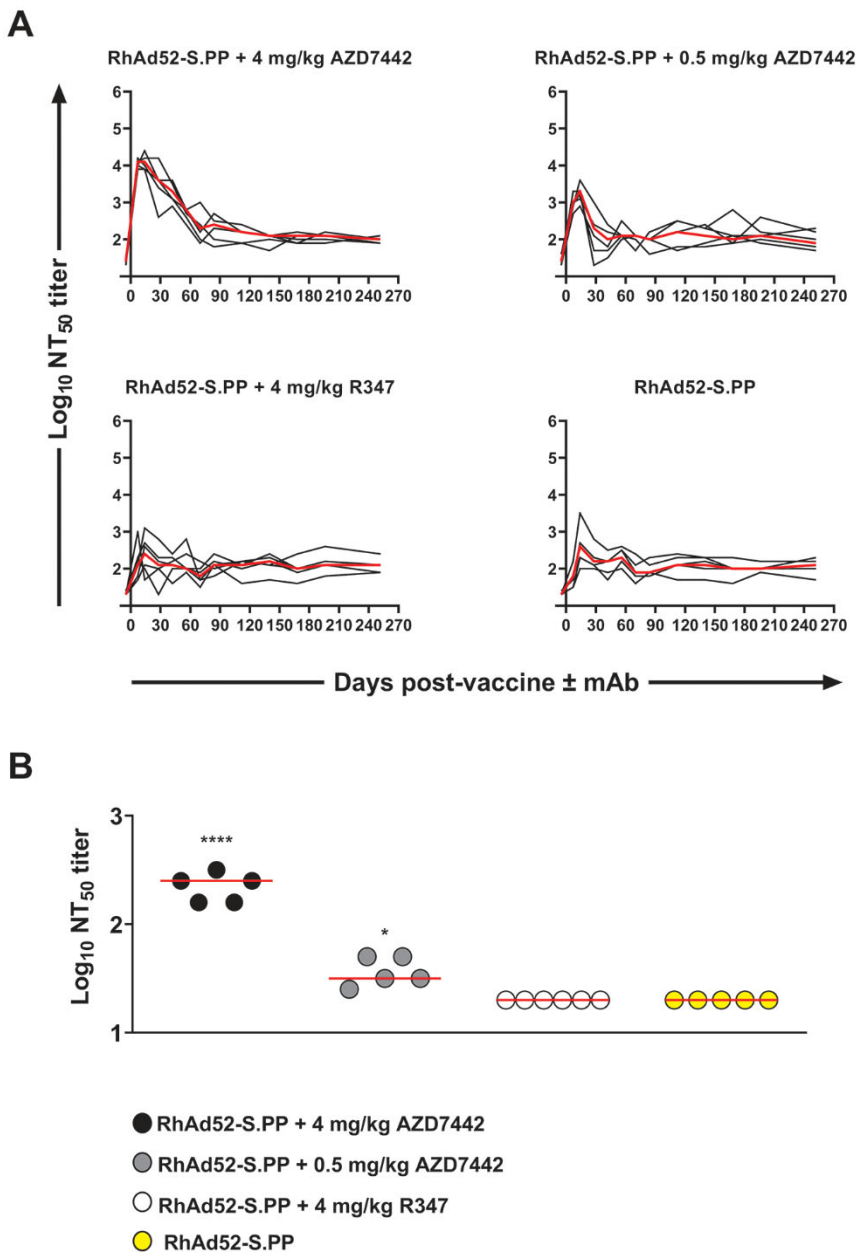 A
RhAd52-S.PP + 4 mg/kg AZD7442
RhAd52-S.PP + 0.5 mg/kg AZD7442
6
5
4
3
2
0 30 60 90 120 150 180 210 240 270
6
5
4
3
2
0 30 60 90 120 150 180 210 240 270
Log10 NT50 titer
RhAd52-S.PP + 4 mg/kg R347
RhAd52-S.PP
6
5
4
3
2
0 30 60 90 120 150 180 210 240 270
6
5
4
3
2
0 30 60 90 120 150 180 210 240 270
Days post-vaccine ± mAb
B
Log10 NT50 titer
3
2
1
****
*
RhAd52-S.PP + 4 mg/kg AZD7442
RhAd52-S.PP + 0.5 mg/kg AZD7442
RhAd52-S.PP + 4 mg/kg R347
RhAd52-S.PP